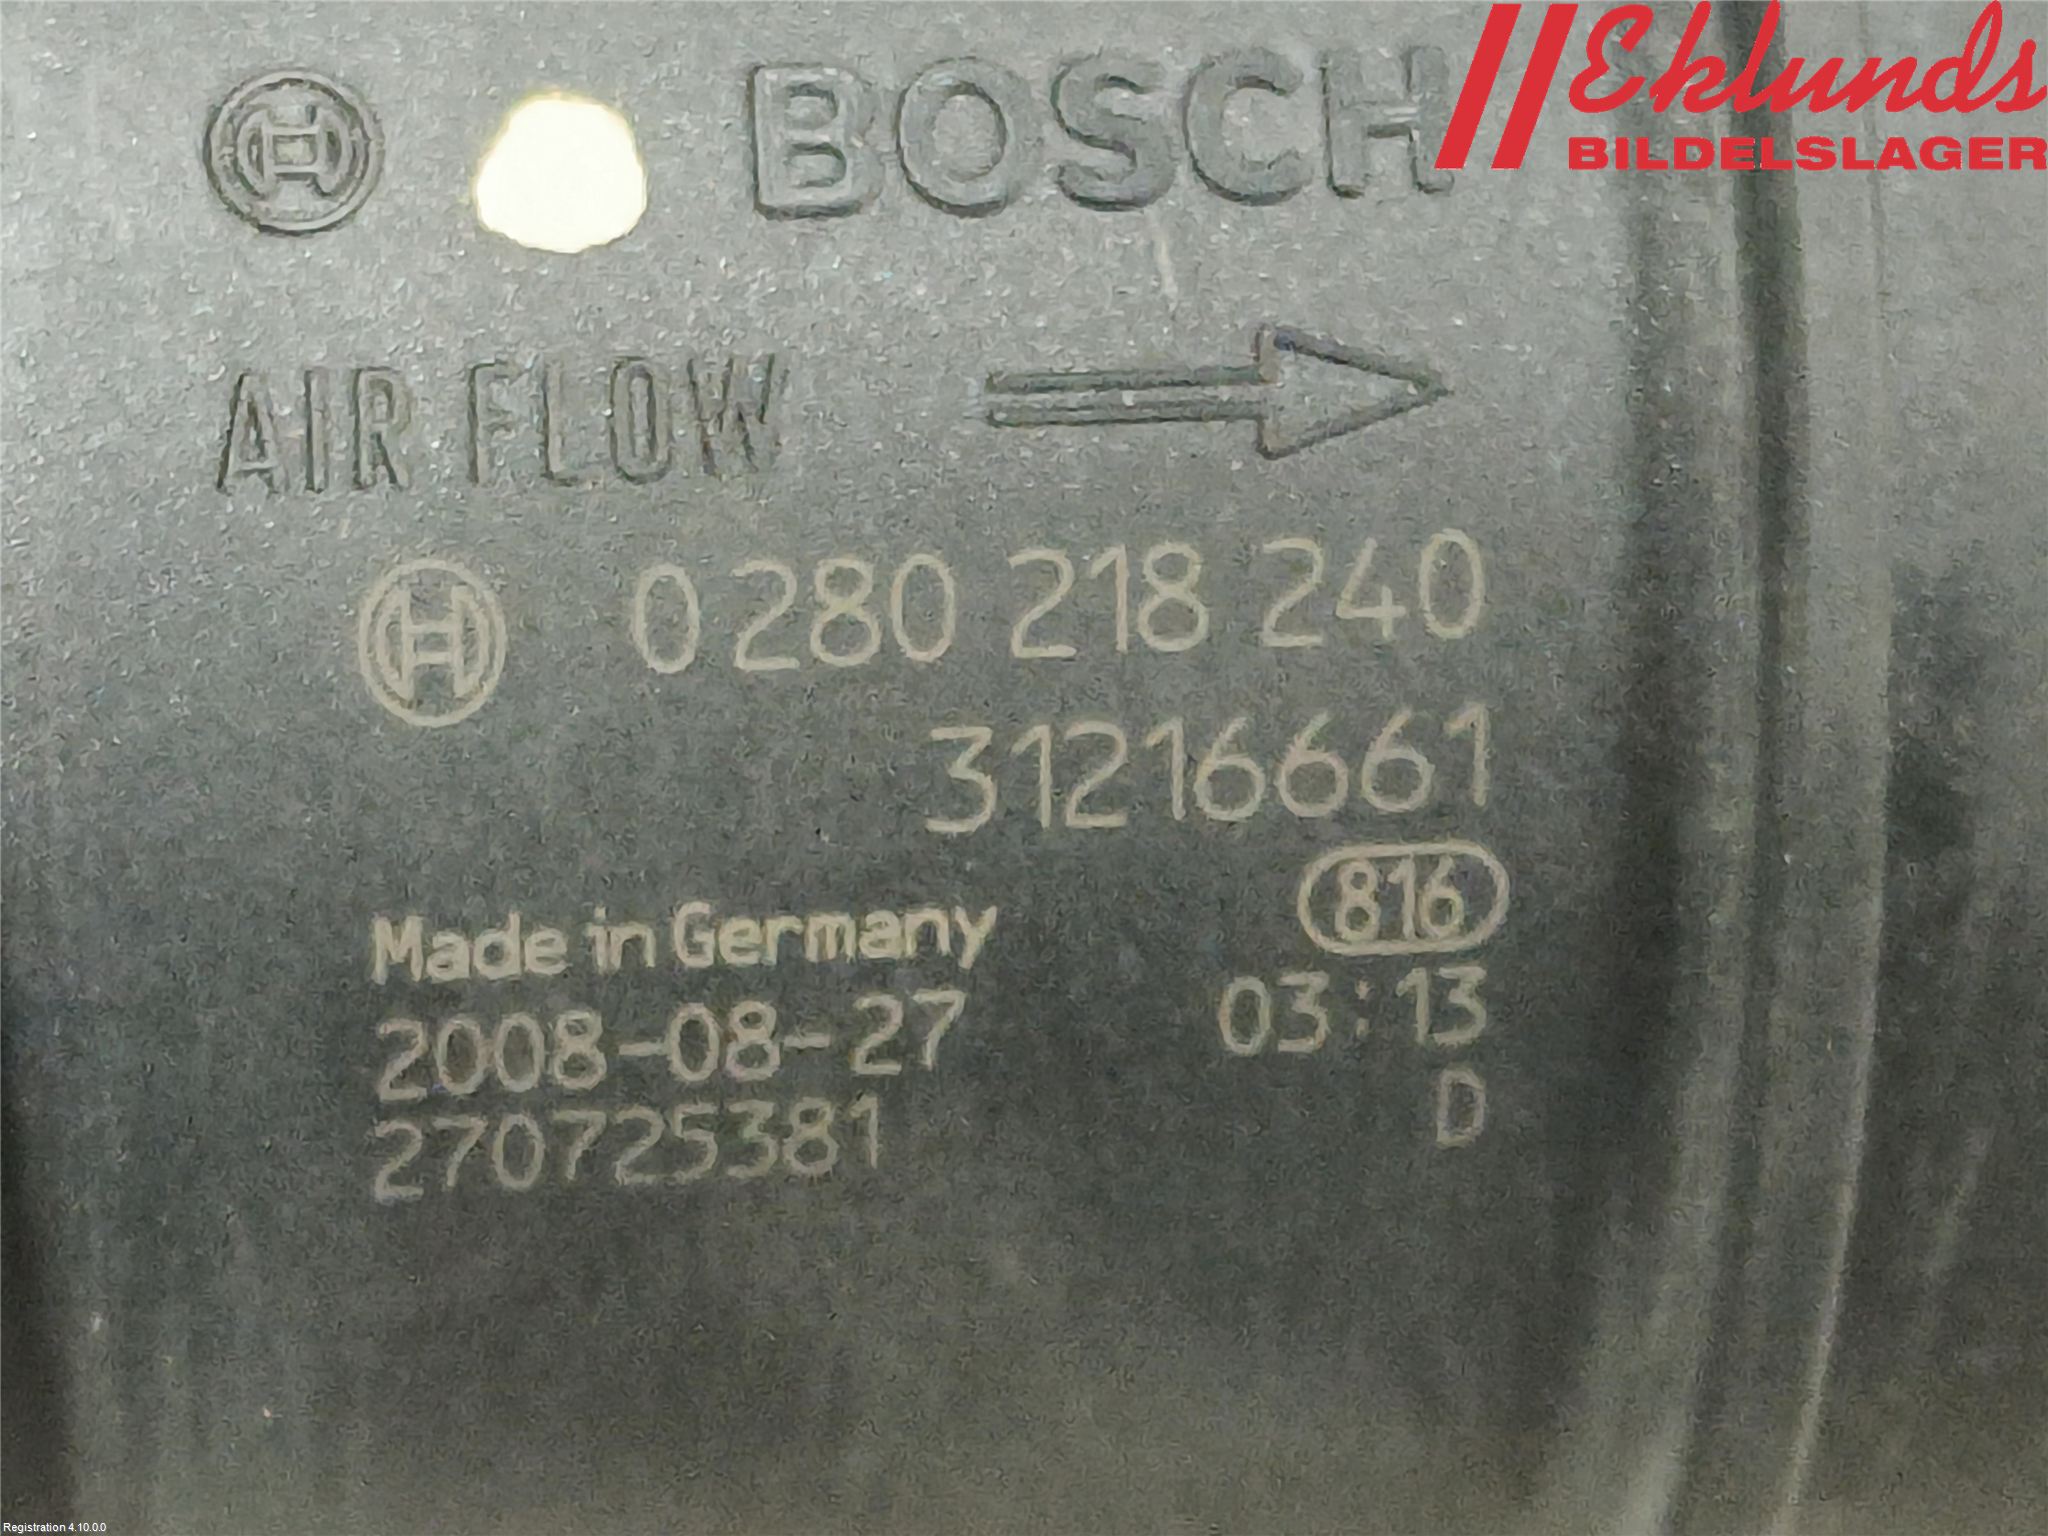 BOSCH
Eklunds
BILDELSLAGER
AIR FLOW
0 280 218 240
31216661
816
Made in Germany
2008-08-27 03:13
270725381 D
Registration 4.10.0.0